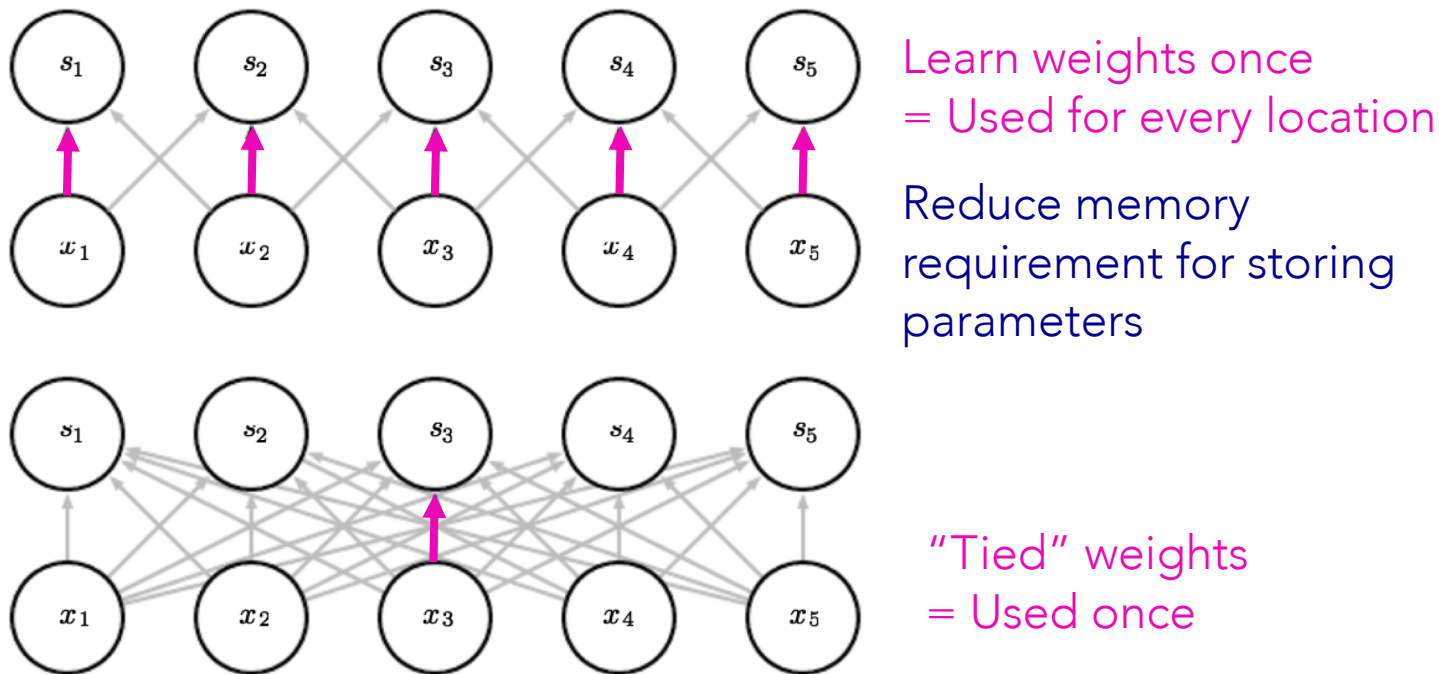 s1 s2 s3 s4 s5
Learn weights once
= Used for every location
x1 x2 x3 x4 x5
Reduce memory
requirement for storing
parameters
s1 s2 s3 s4 s5
x1 x2 x3 x4 x5
“Tied” weights
= Used once